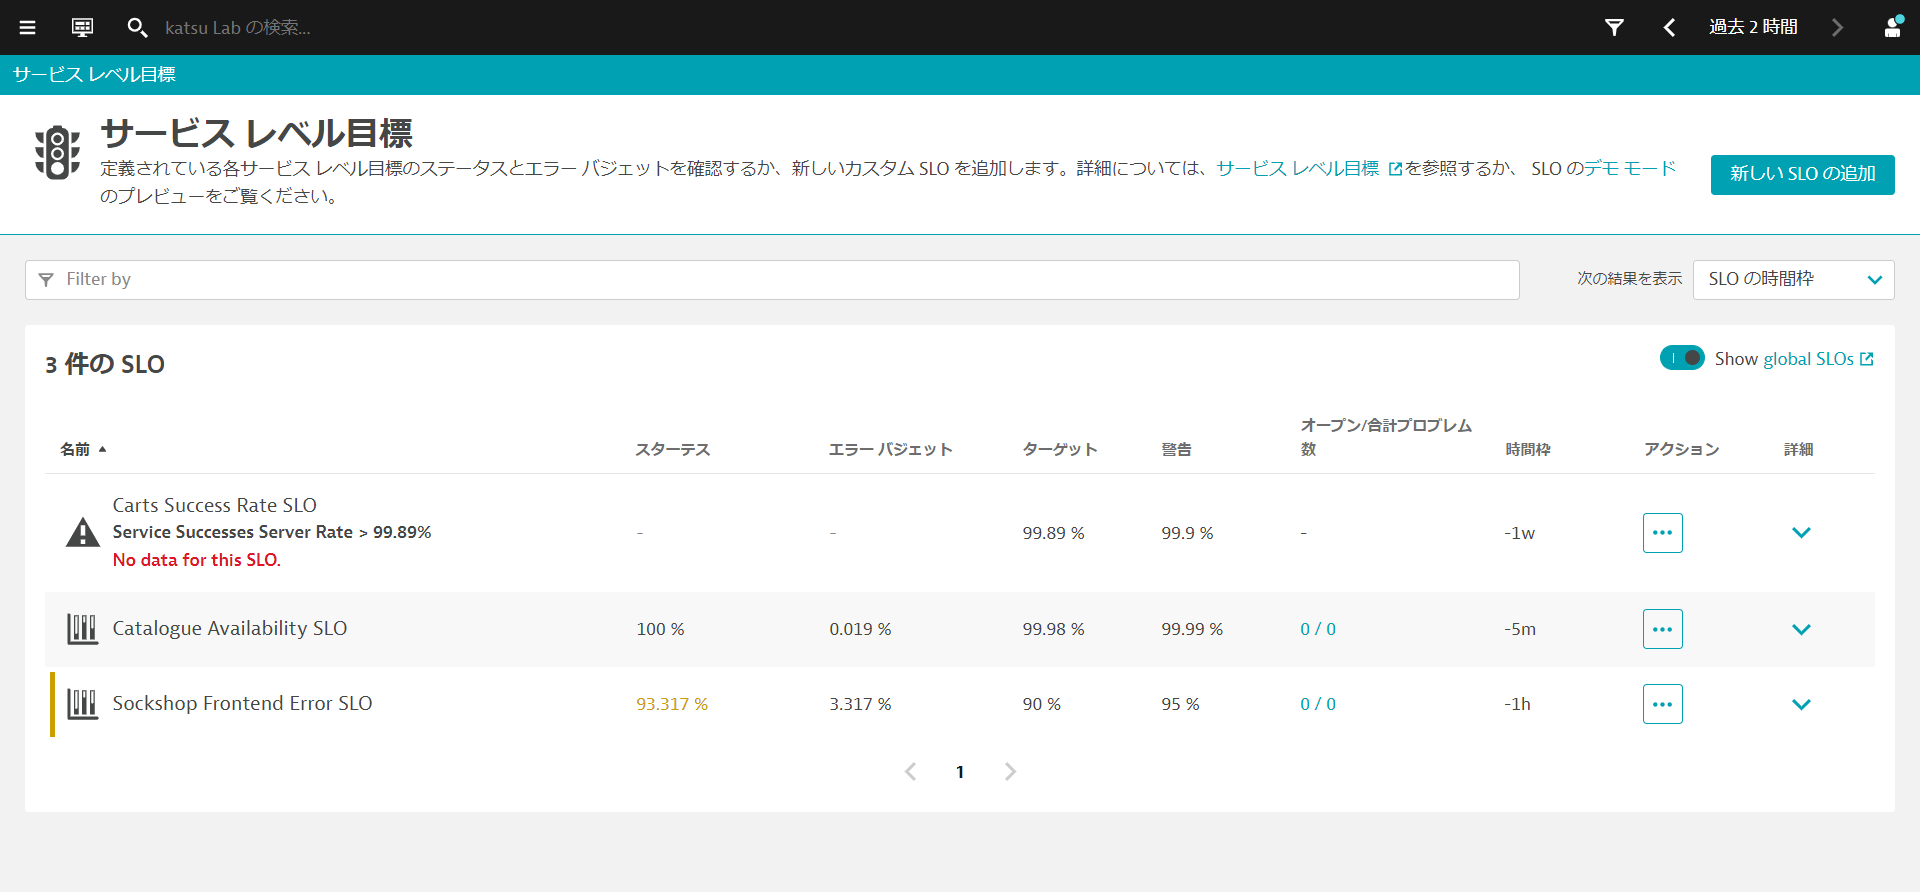 katsu Lab の検索...
過去 2 時間
サービス レベル目標
サービス レベル目標
定義されている各サービス レベル目標のステータスとエラー バジェットを確認するか、新しいカスタム SLO を追加します。詳細については、サービス レベル目標 を参照するか、 SLO のデモ モード
のプレビューをご覧ください。
新しい SLO の追加
Filter by
次の結果を表示
SLO の時間枠
3 件の SLO
Show global SLOs
名前 スターテス エラー バジェット ターゲット 警告 オープン/合計プロブレム
数 時間枠 アクション 詳細
Carts Success Rate SLO
Service Successes Server Rate > 99.89%
No data for this SLO.
- - 99.89 % 99.9 % - -1w
Catalogue Availability SLO 100 % 0.019 % 99.98 % 99.99 % 0 / 0 -5m
Sockshop Frontend Error SLO 93.317 % 3.317 % 90 % 95 % 0 / 0 -1h
1